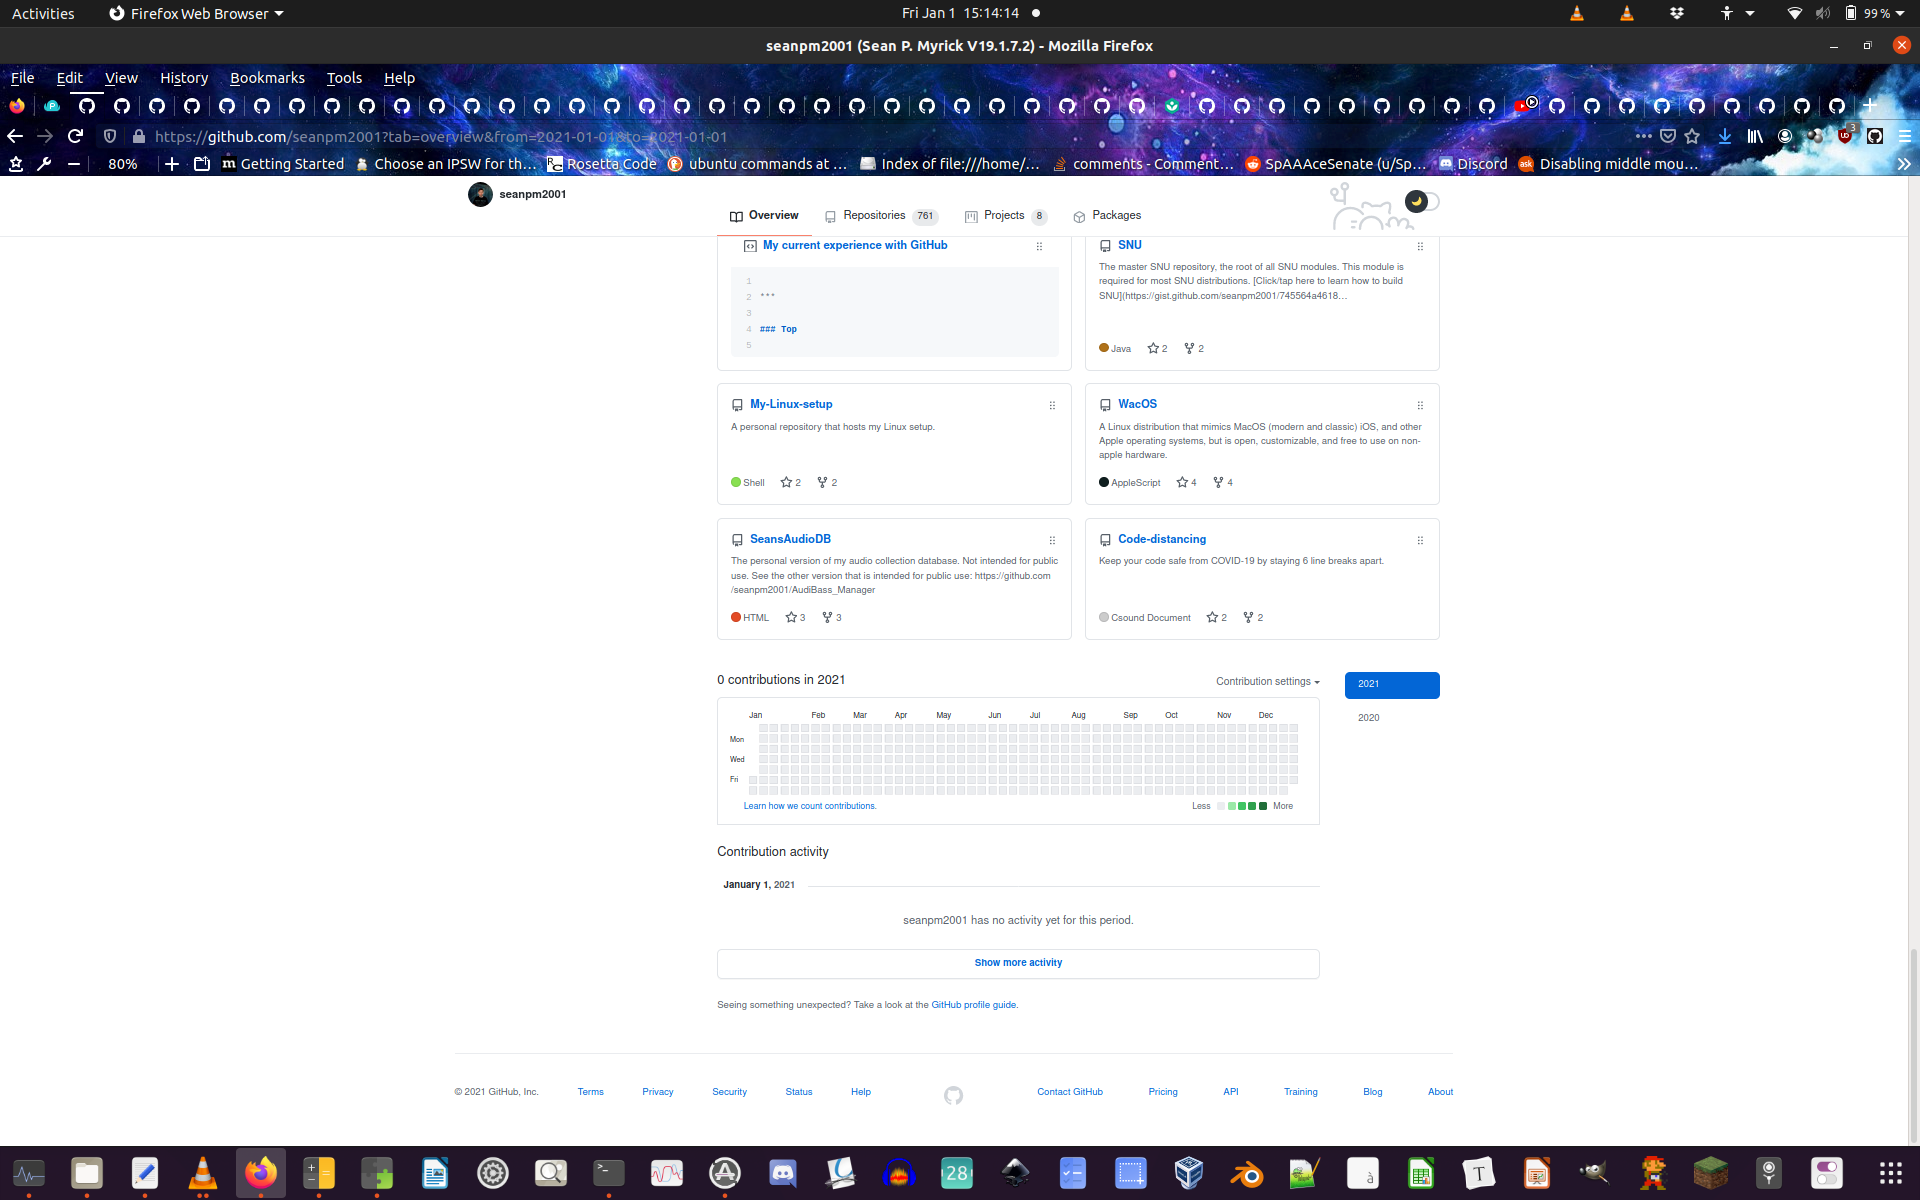 Activities Firefox Web Browser Fri Jan 1 15:14:14 99 %
seanpm2001 (Sean P. Myrick V19.1.7.2) - Mozilla Firefox
File Edit View History Bookmarks Tools Help
https://github.com/seanpm2001?tab=overview&from=2021-01-01&to=2021-01-01 3
80% Getting Started Choose an IPSW for th… Rosetta Code ubuntu commands at … Index of file:///home/… comments - Comment… SpAAAceSenate (u/Sp… Discord Disabling middle mou…
seanpm2001
Overview Repositories 761 Projects 8 Packages
My current experience with GitHub
1
2 ***
3
4 ### Top
5
SNU
The master SNU repository, the root of all SNU modules. This module is
required for most SNU distributions. [Click/tap here to learn how to build
SNU](https://gist.github.com/seanpm2001/745564a4618...
Java 2 2
My-Linux-setup
A personal repository that hosts my Linux setup.
Shell 2 2
WacOS
A Linux distribution that mimics MacOS (modern and classic) iOS, and other
Apple operating systems, but is open, customizable, and free to use on non-
apple hardware.
AppleScript 4 4
SeansAudioDB
The personal version of my audio collection database. Not intended for public
use. See the other version that is intended for public use: https://github.com
/seanpm2001/AudiBass_Manager
HTML 3 3
Code-distancing
Keep your code safe from COVID-19 by staying 6 line breaks apart.
Csound Document 2 2
0 contributions in 2021 Contribution settings
2021
2020
Jan Feb Mar Apr May Jun Jul Aug Sep Oct Nov Dec
Mon
Wed
Fri
Learn how we count contributions. Less More
Contribution activity
January 1, 2021
seanpm2001 has no activity yet for this period.
Show more activity
Seeing something unexpected? Take a look at the GitHub profile guide.
© 2021 GitHub, Inc. Terms Privacy Security Status Help Contact GitHub Pricing API Training Blog About
28